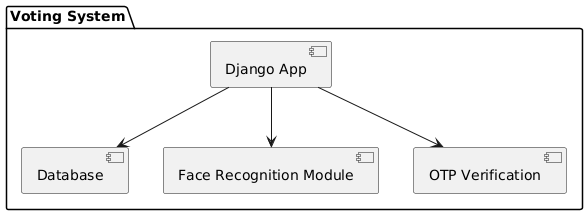 Voting System
Django App
Database
Face Recognition Module
OTP Verification